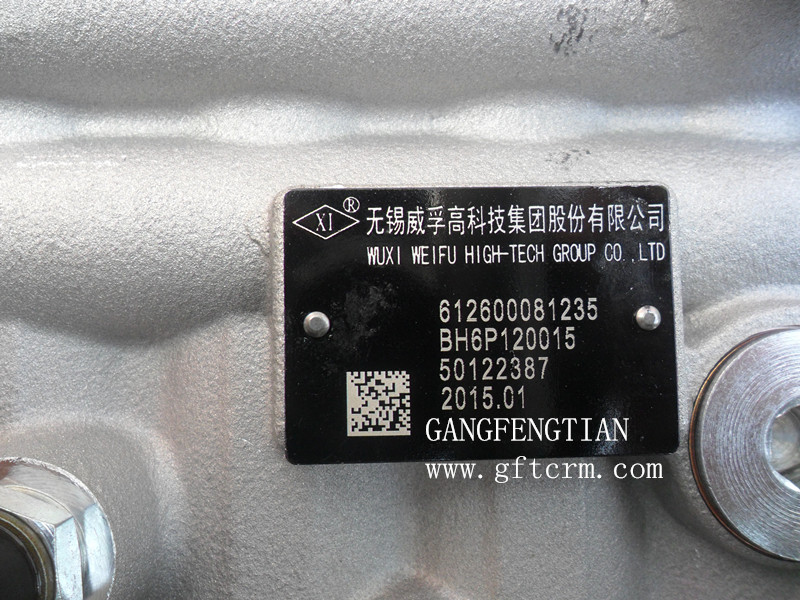 XI® 无锡威孚高科技集团股份有限公司
WUXI WEIFU HIGH-TECH GROUP CO.,LTD
612600081235
BH6P120015
50122387
2015.01
GANGFENGTIAN
www.gftcrm.com